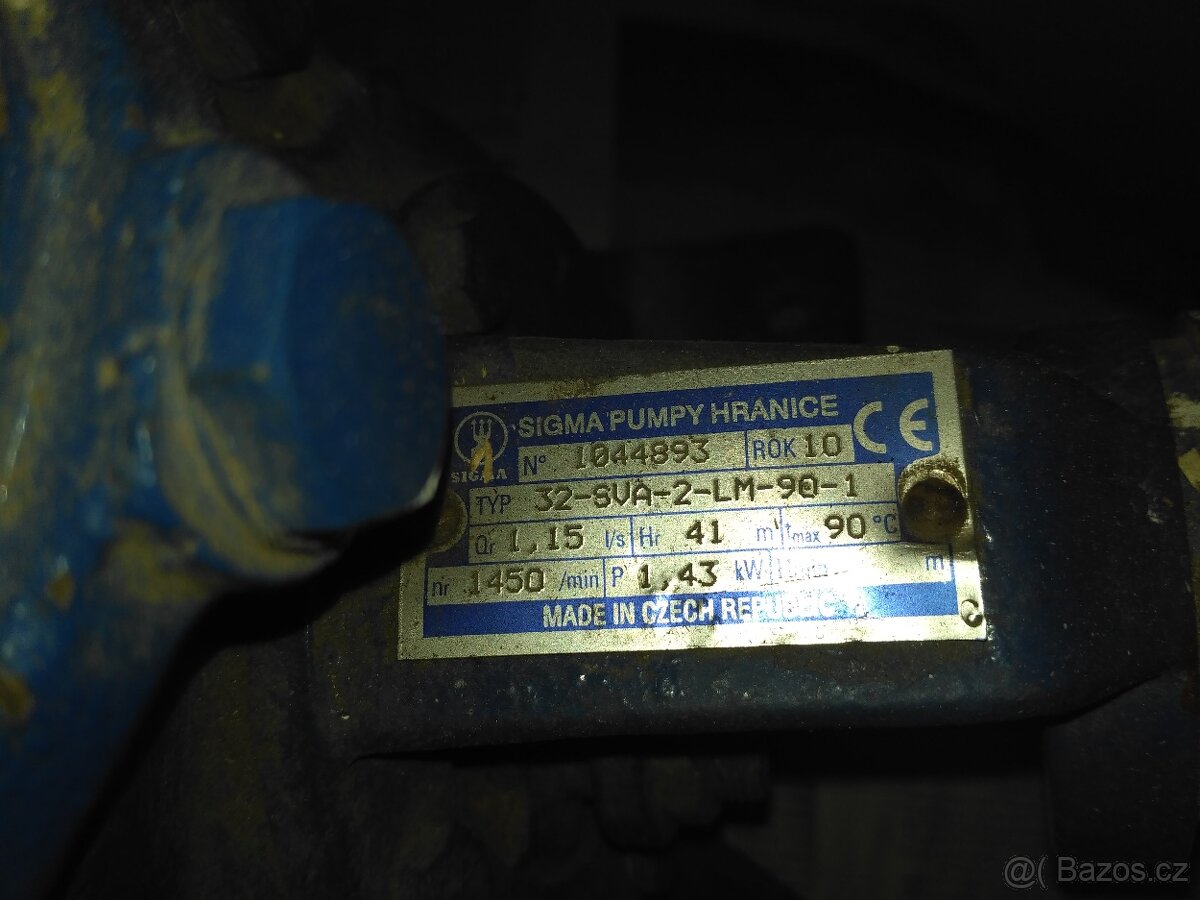 SIGMA PUMPY HRANICE
SIGMA
Nº 1044893 ROK 10 CE
TYP 32-SVA-2-LM-90-1
Qr 1,15 l/s Hr 41 m tmax 90 °C
nr 1450 /min P 1,43 kW m
MADE IN CZECH REPUBLIC
@( Bazos.cz